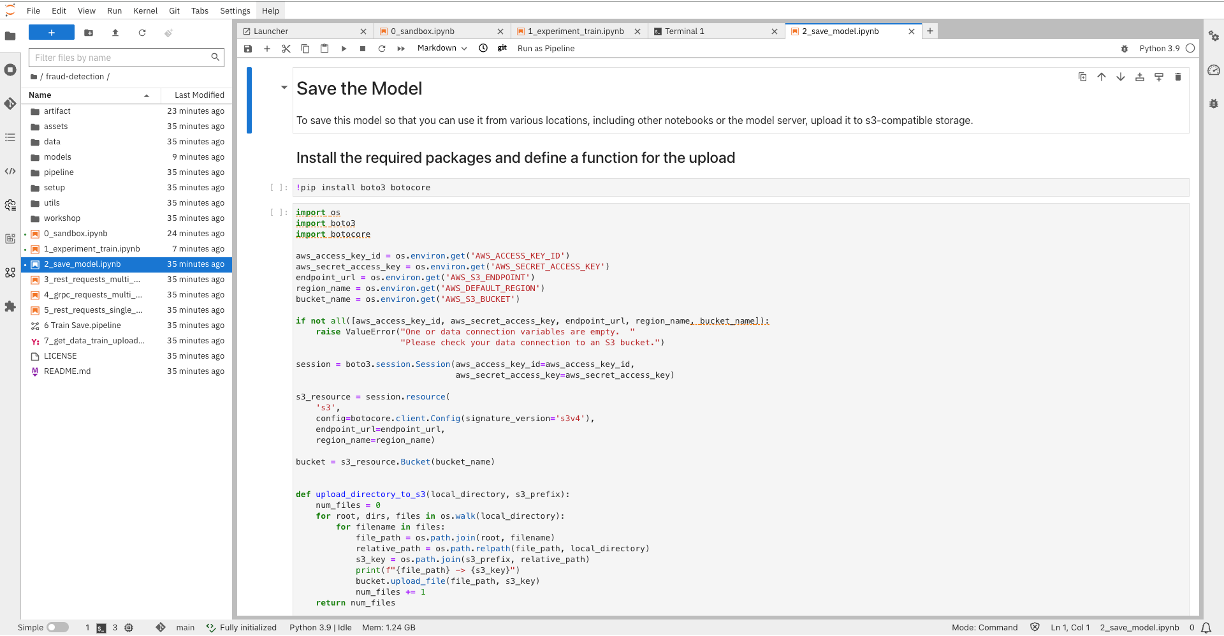 File Edit View Run Kernel Git Tabs Settings Help
+
Filter files by name
/ fraud-detection /
Name Last Modified
artifact 23 minutes ago
assets 35 minutes ago
data 35 minutes ago
models 9 minutes ago
pipeline 35 minutes ago
setup 35 minutes ago
utils 35 minutes ago
workshop 35 minutes ago
0_sandbox.ipynb 24 minutes ago
1_experiment_train.ipynb 7 minutes ago
2_save_model.ipynb 35 minutes ago
3_rest_requests_multi_... 35 minutes ago
4_grpc_requests_multi_... 35 minutes ago
5_rest_requests_single_... 35 minutes ago
6 Train Save.pipeline 35 minutes ago
Y: 7_get_data_train_upload... 35 minutes ago
LICENSE 35 minutes ago
README.md 35 minutes ago
Launcher 0_sandbox.ipynb 1_experiment_train.ipynb Terminal 1 2_save_model.ipynb +
Markdown git Run as Pipeline Python 3.9
Save the Model
To save this model so that you can use it from various locations, including other notebooks or the model server, upload it to s3-compatible storage.
Install the required packages and define a function for the upload
[ ]: !pip install boto3 botocore
[ ]: import os
import boto3
import botocore
aws_access_key_id = os.environ.get('AWS_ACCESS_KEY_ID')
aws_secret_access_key = os.environ.get('AWS_SECRET_ACCESS_KEY')
endpoint_url = os.environ.get('AWS_S3_ENDPOINT')
region_name = os.environ.get('AWS_DEFAULT_REGION')
bucket_name = os.environ.get('AWS_S3_BUCKET')
if not all([aws_access_key_id, aws_secret_access_key, endpoint_url, region_name, bucket_name]):
    raise ValueError("One or data connection variables are empty.  "
                     "Please check your data connection to an S3 bucket.")
session = boto3.session.Session(aws_access_key_id=aws_access_key_id,
                                aws_secret_access_key=aws_secret_access_key)
s3_resource = session.resource(
    's3',
    config=botocore.client.Config(signature_version='s3v4'),
    endpoint_url=endpoint_url,
    region_name=region_name)
bucket = s3_resource.Bucket(bucket_name)
def upload_directory_to_s3(local_directory, s3_prefix):
    num_files = 0
    for root, dirs, files in os.walk(local_directory):
        for filename in files:
            file_path = os.path.join(root, filename)
            relative_path = os.path.relpath(file_path, local_directory)
            s3_key = os.path.join(s3_prefix, relative_path)
            print(f"{file_path} -> {s3_key}")
            bucket.upload_file(file_path, s3_key)
            num_files += 1
    return num_files
Simple 1 3 main Fully initialized Python 3.9 | Idle Mem: 1.24 GB Mode: Command Ln 1, Col 1 2_save_model.ipynb 0